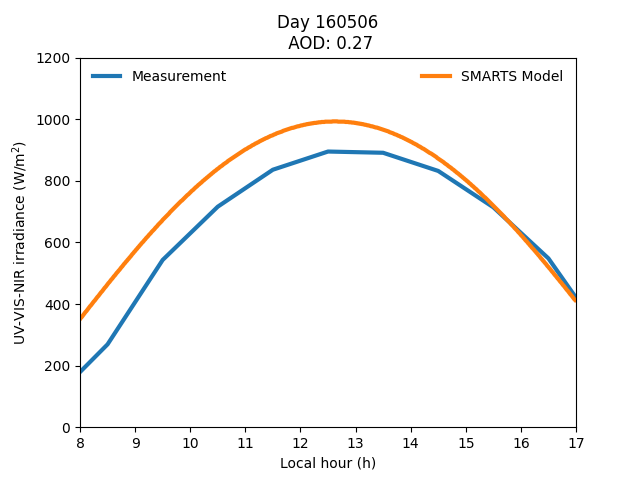 Day 160506
AOD: 0.27
Measurement
SMARTS Model
UV-VIS-NIR irradiance (W/m²)
1200
1000
800
600
400
200
0
8 9 10 11 12 13 14 15 16 17
Local hour (h)